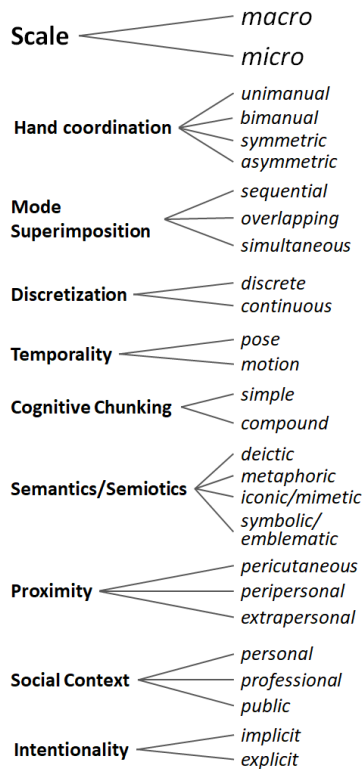 Scale
macro
micro
Hand coordination
unimanual
bimanual
symmetric
asymmetric
Mode
Superimposition
sequential
overlapping
simultaneous
Discretization
discrete
continuous
Temporality
pose
motion
Cognitive Chunking
simple
compound
Semantics/Semiotics
deictic
metaphoric
iconic/mimetic
symbolic/
emblematic
Proximity
pericutaneous
peripersonal
extrapersonal
Social Context
personal
professional
public
Intentionality
implicit
explicit